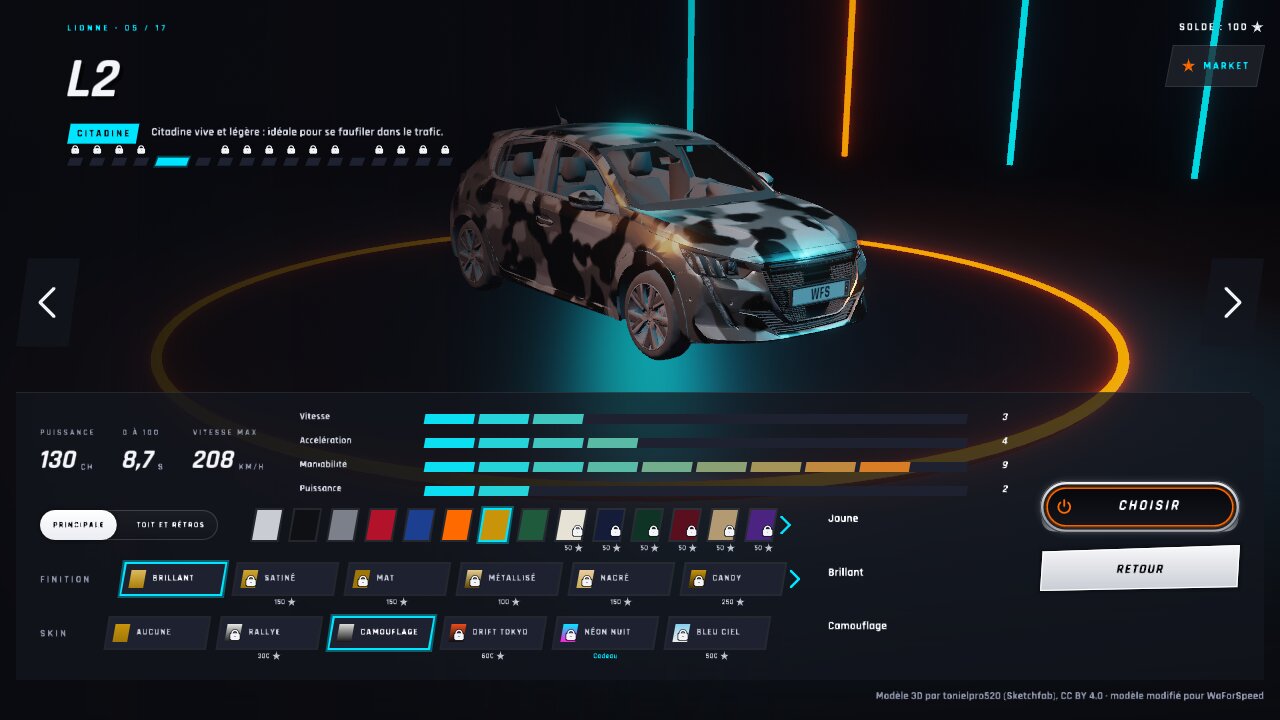 LIONNE · 05 / 17
SOLDE : 100 ★
L2
★ MARKET
CITADINE
Citadine vive et légère : idéale pour se faufiler dans le trafic.
WFS
PUISSANCE
0 À 100
VITESSE MAX
130 CH
8,7 S
208 KM/H
Vitesse 3
Accélération 4
Maniabilité 9
Puissance 2
PRINCIPALE
TOIT ET RÉTROS
Jaune
50 ★ 50 ★ 50 ★ 50 ★ 50 ★ 50 ★
CHOISIR
RETOUR
FINITION
BRILLANT
SATINÉ
MAT
MÉTALLISÉ
NACRÉ
CANDY
Brillant
150 ★ 150 ★ 100 ★ 150 ★ 250 ★
SKIN
AUCUNE
RALLYE
CAMOUFLAGE
DRIFT TOKYO
NÉON NUIT
BLEU CIEL
Camouflage
300 ★ 600 ★ Cadeau 500 ★
Modèle 3D par tonielpro520 (Sketchfab), CC BY 4.0 · modèle modifié pour WaForSpeed